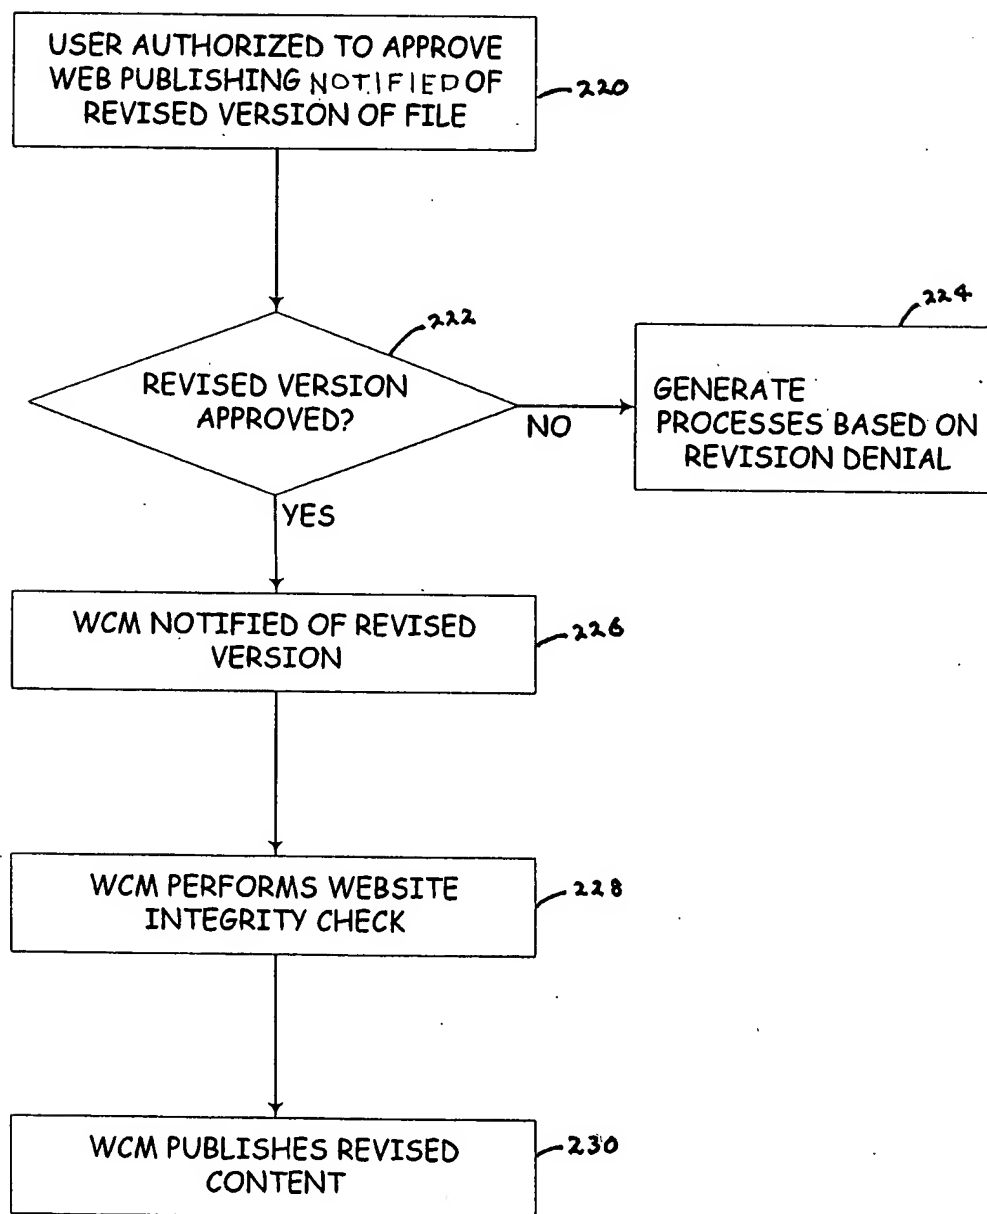 USER AUTHORIZED TO APPROVE
WEB PUBLISHING NOTIFIED OF
REVISED VERSION OF FILE
220
222
REVISED VERSION
APPROVED?
NO
224
GENERATE
PROCESSES BASED ON
REVISION DENIAL
YES
WCM NOTIFIED OF REVISED
VERSION
226
WCM PERFORMS WEBSITE
INTEGRITY CHECK
228
WCM PUBLISHES REVISED
CONTENT
230